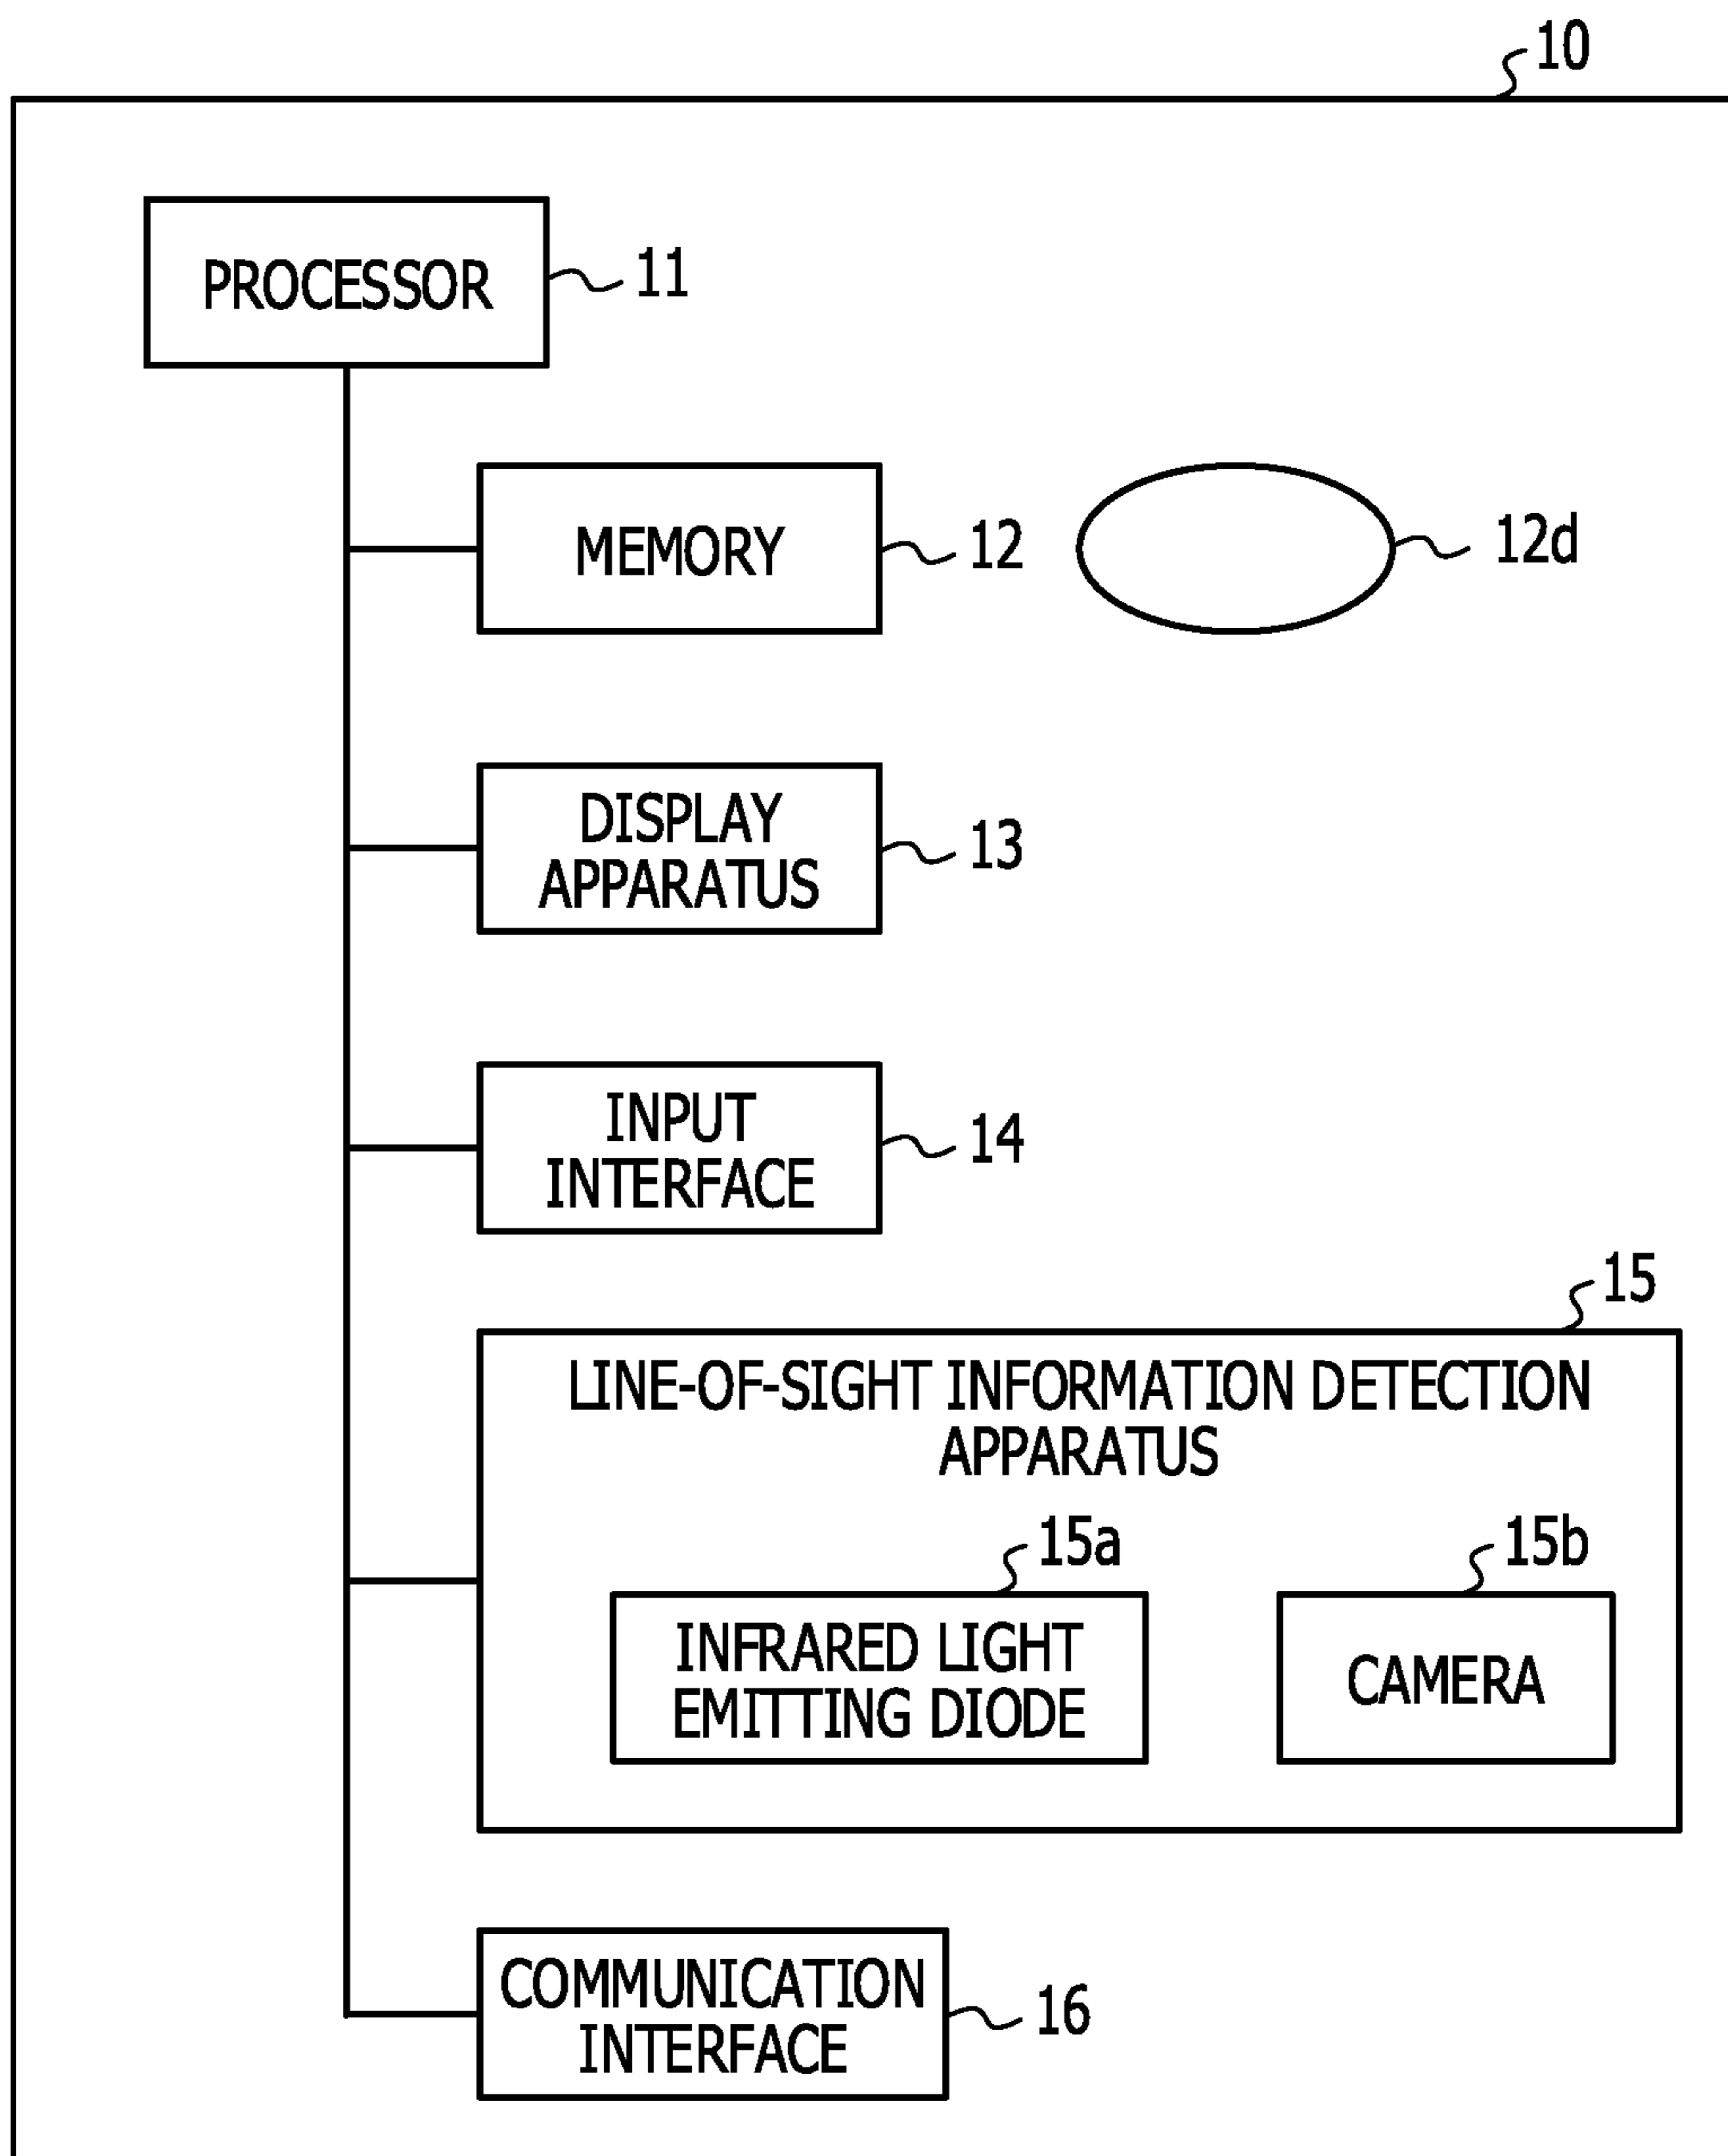 10
PROCESSOR
11
MEMORY
12
12d
DISPLAY
APPARATUS
13
INPUT
INTERFACE
14
15
LINE-OF-SIGHT INFORMATION DETECTION
APPARATUS
15a
15b
INFRARED LIGHT
EMITTING DIODE
CAMERA
COMMUNICATION
INTERFACE
16